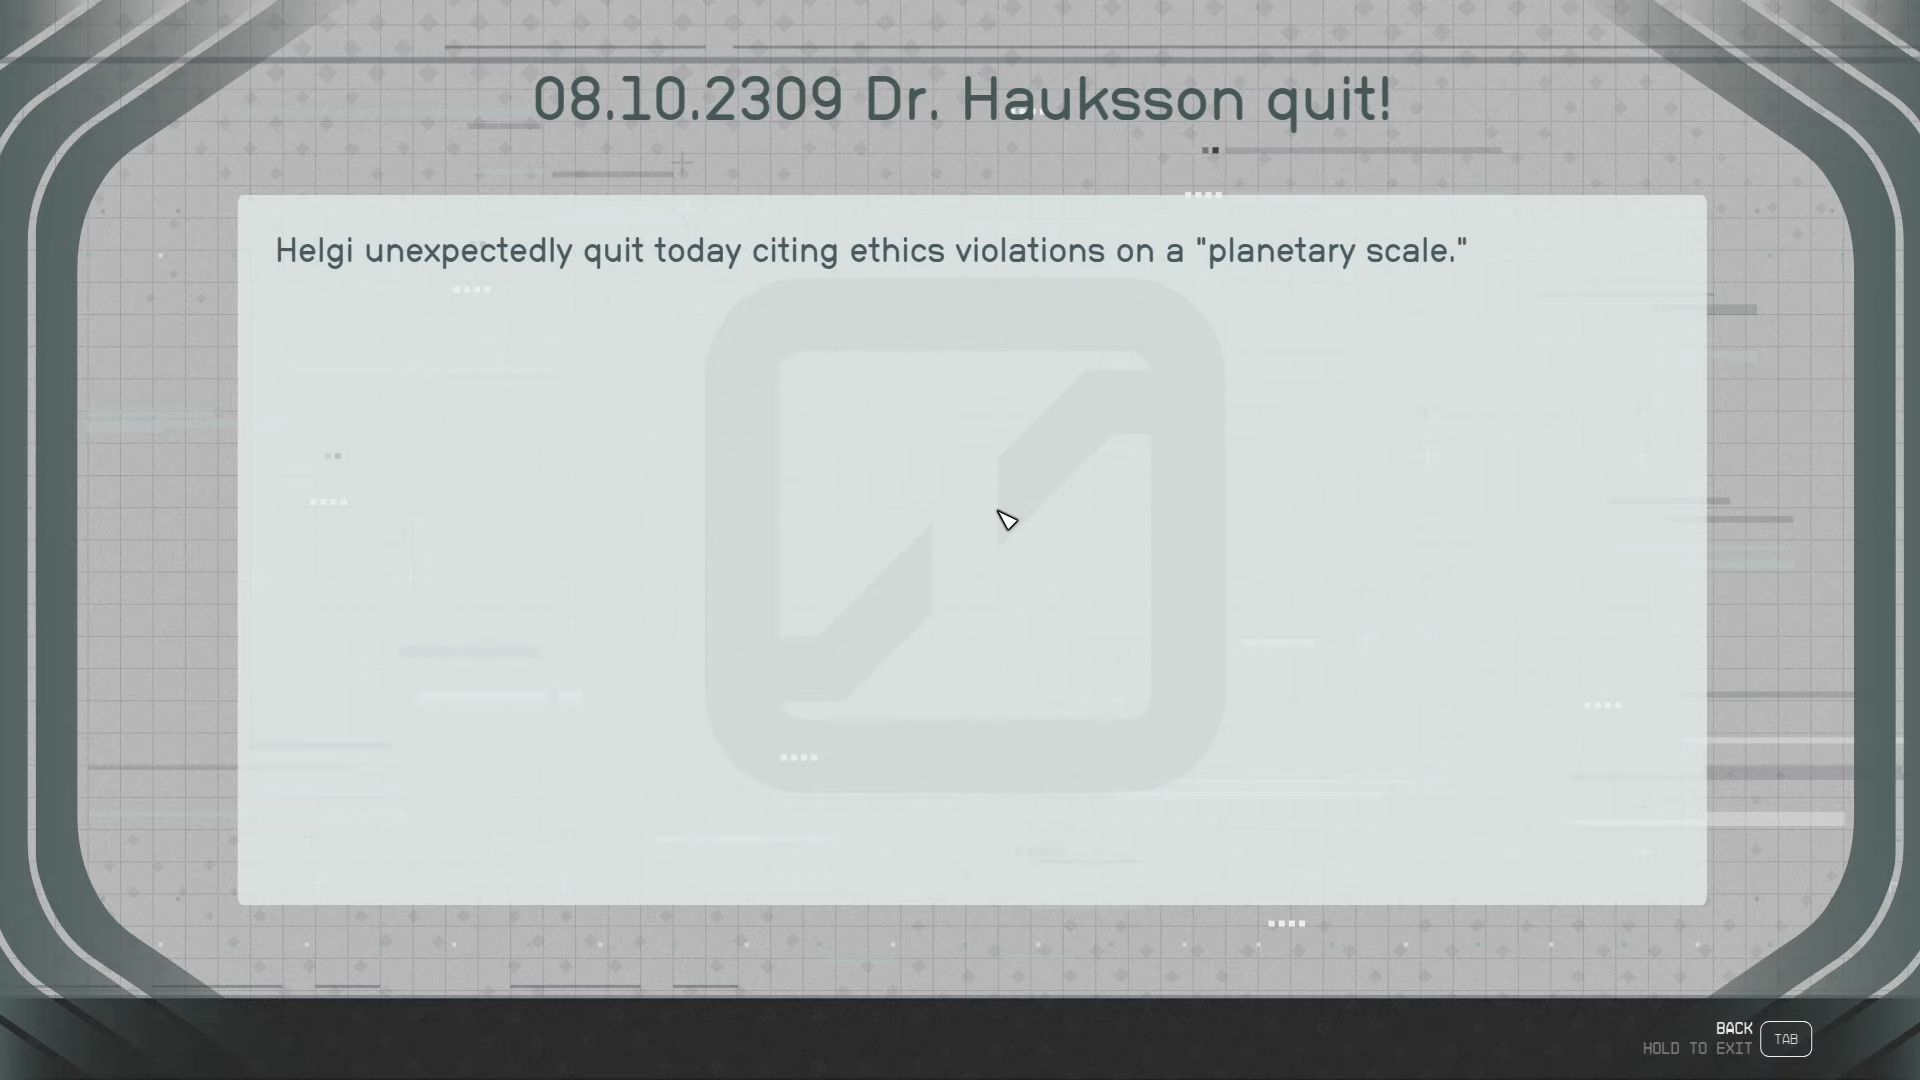 08.10.2309 Dr. Hauksson quit!
Helgi unexpectedly quit today citing ethics violations on a "planetary scale."
BACK
HOLD TO EXIT
TAB